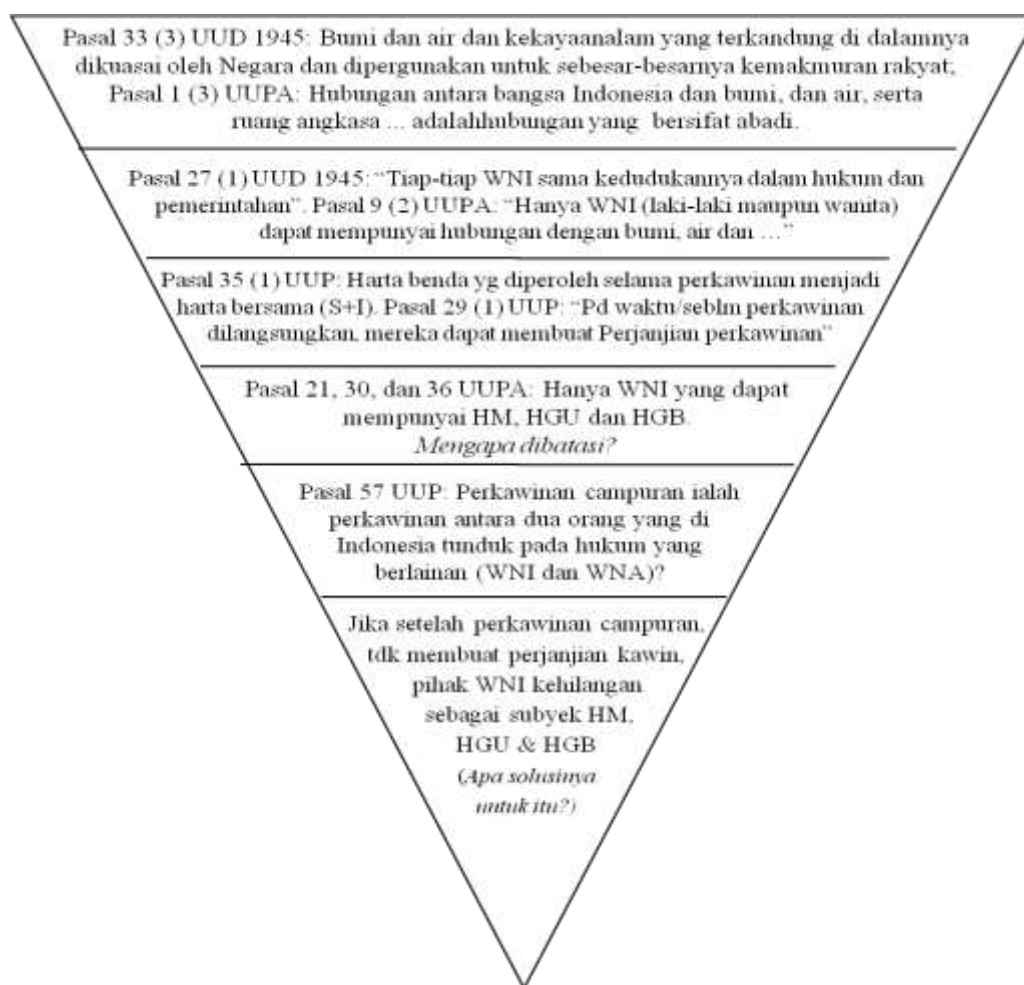 Pasal 33 (3) UUD 1945: Bumi dan air dan kekayaanalam yang terkandung di dalamnya
dikuasai oleh Negara dan dipergunakan untuk sebesar-besarnya kemakmuran rakyat;
Pasal 1 (3) UUPA: Hubungan antara bangsa Indonesia dan bumi, dan air, serta
ruang angkasa ... adalahhubungan yang bersifat abadi.
Pasal 27 (1) UUD 1945: “Tiap-tiap WNI sama kedudukannya dalam hukum dan
pemerintahan”. Pasal 9 (2) UUPA: “Hanya WNI (laki-laki maupun wanita)
dapat mempunyai hubungan dengan bumi, air dan ...”
Pasal 35 (1) UUP: Harta benda yg diperoleh selama perkawinan menjadi
harta bersama (S+I). Pasal 29 (1) UUP: “Pd waktu/seblm perkawinan
dilangsungkan, mereka dapat membuat Perjanjian perkawinan”
Pasal 21, 30, dan 36 UUPA: Hanya WNI yang dapat
mempunyai HM, HGU dan HGB.
Mengapa dibatasi?
Pasal 57 UUP: Perkawinan campuran ialah
perkawinan antara dua orang yang di
Indonesia tunduk pada hukum yang
berlainan (WNI dan WNA)?
Jika setelah perkawinan campuran,
tdk membuat perjanjian kawin,
pihak WNI kehilangan
sebagai subyek HM,
HGU & HGB
(Apa solusinya
untuk itu?)